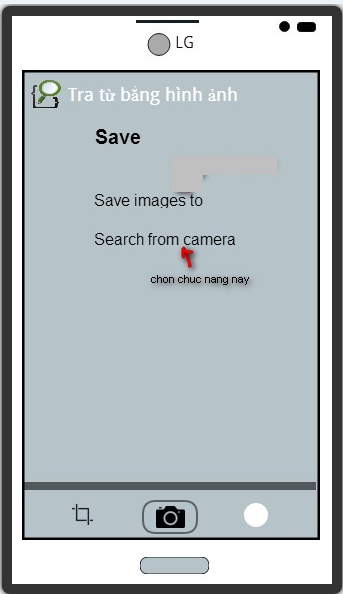 LG
Tra từ bằng hình ảnh
Save
Save images to
Search from camera
chon chuc nang nay